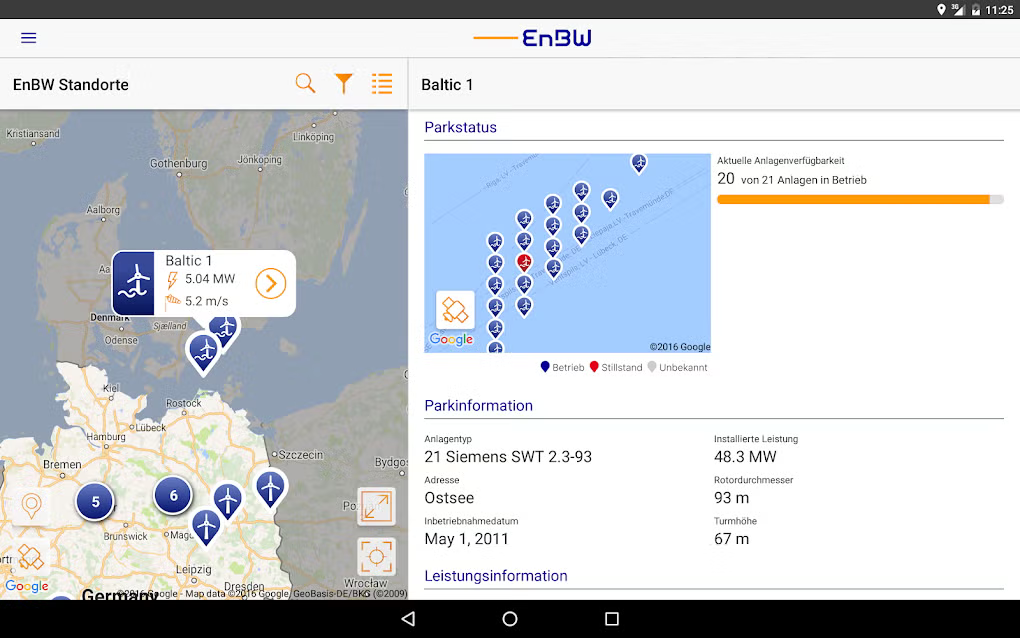 3G 11:25
EnBW
EnBW Standorte
Baltic 1
Kristiansand
Linköping
Gothenburg
Jönköping
Aalborg
Baltic 1
5.04 MW
5.2 m/s
Denmark
Sjælland
Odense
Kiel
Rostock
Lübeck
Hamburg
Szczecin
Bremen
Bydgos
5
6
Brunswick
Leipzig
Dresden
Wrocław
Google
Germany
©2016 Google - Map data ©2016 Google, GeoBasis-DE/BKG (©2009)
Parkstatus
Google
©2016 Google
Betrieb Stillstand Unbekannt
Aktuelle Anlagenverfügbarkeit
20 von 21 Anlagen in Betrieb
Parkinformation
Anlagentyp
21 Siemens SWT 2.3-93
Installierte Leistung
48.3 MW
Adresse
Ostsee
Rotordurchmesser
93 m
Inbetriebnahmedatum
May 1, 2011
Turmhöhe
67 m
Leistungsinformation